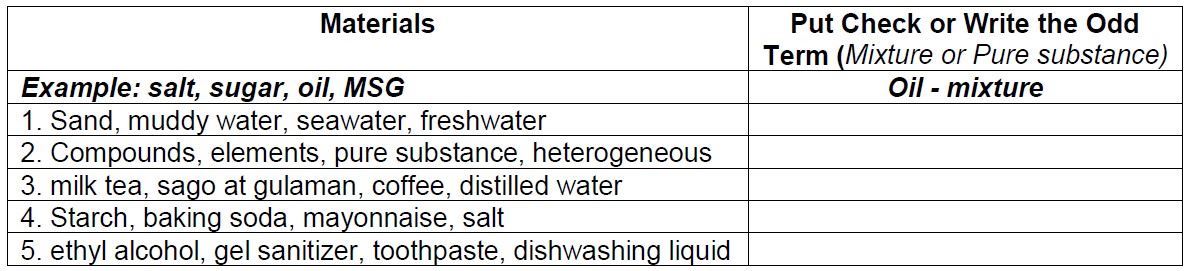 Materials
Put Check or Write the Odd
Term (Mixture or Pure substance)
Example: salt, sugar, oil, MSG
Oil - mixture
1. Sand, muddy water, seawater, freshwater
2. Compounds, elements, pure substance, heterogeneous
3. milk tea, sago at gulaman, coffee, distilled water
4. Starch, baking soda, mayonnaise, salt
5. ethyl alcohol, gel sanitizer, toothpaste, dishwashing liquid